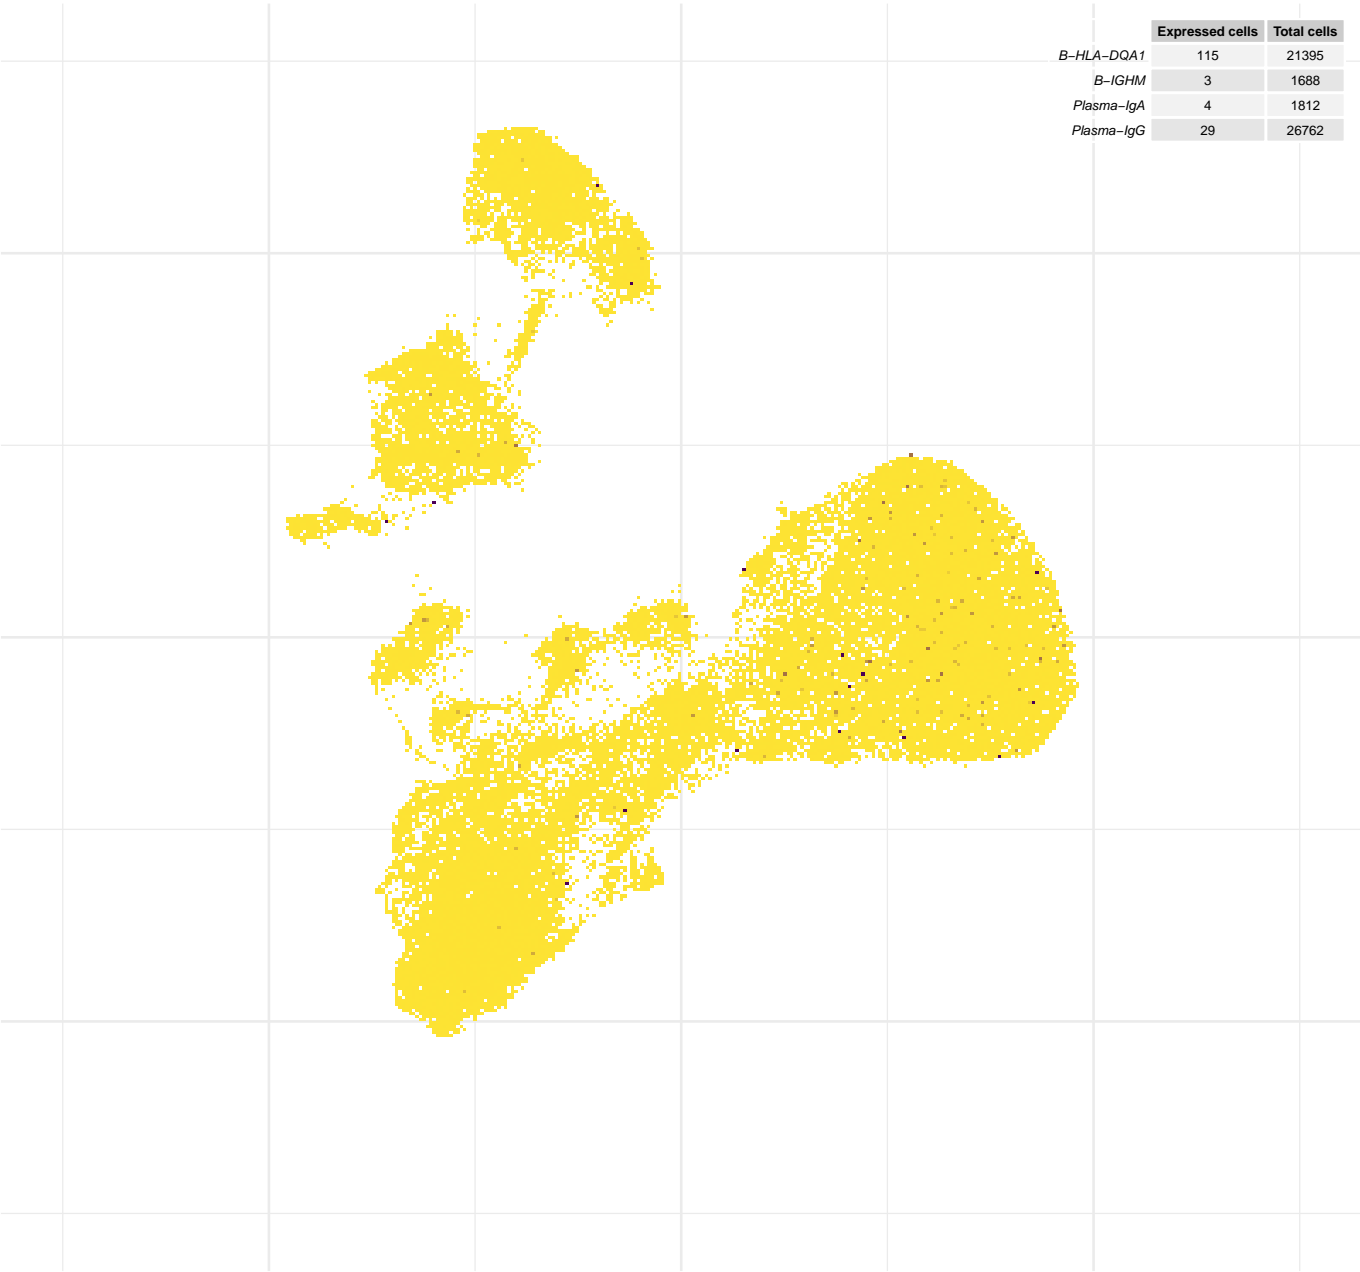 Expressed cells Total cells
B−HLA−DQA1 115 21395
B−IGHM 3 1688
Plasma−IgA 4 1812
Plasma−IgG 29 26762